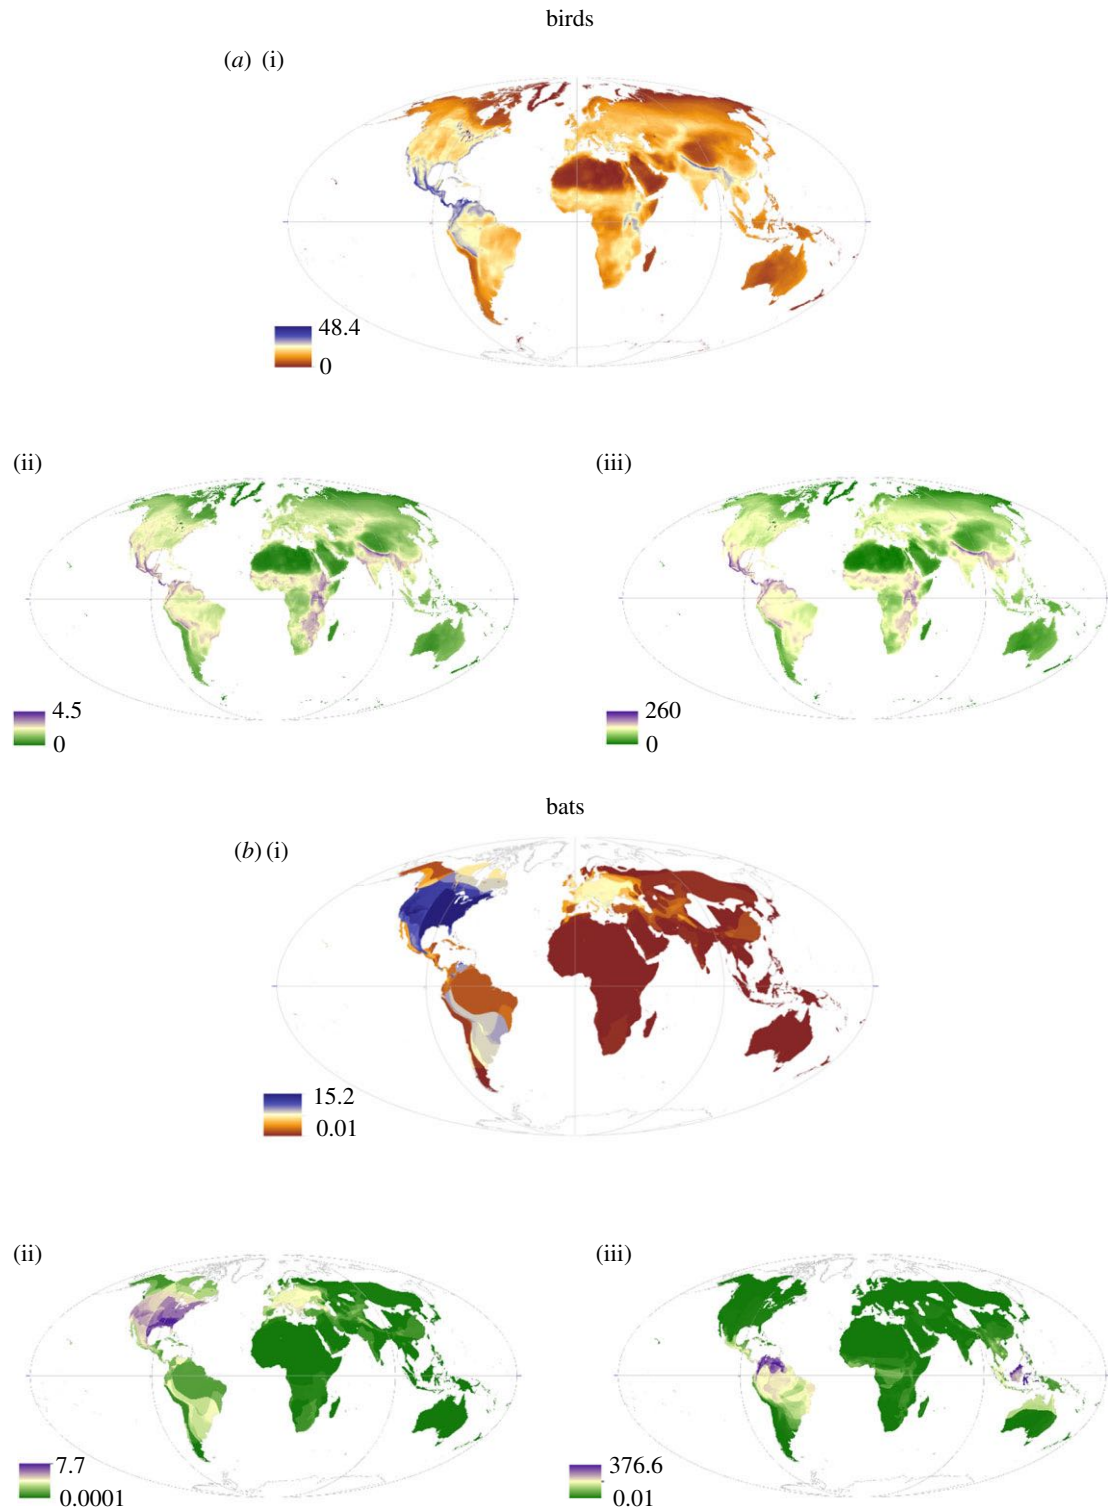 birds
(a) (i)
48.4
0
(ii)
(iii)
4.5
0
260
0
bats
(b) (i)
15.2
0.01
(ii)
(iii)
7.7
0.0001
376.6
0.01